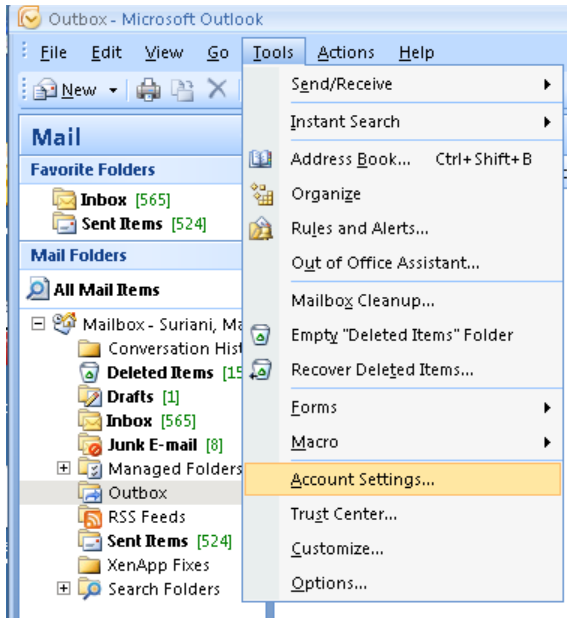 Outbox - Microsoft Outlook
File Edit View Go Tools Actions Help
New
Mail
Favorite Folders
Inbox [565]
Sent Items [524]
Mail Folders
All Mail Items
Mailbox - Suriani, Ma
Conversation Hist
Deleted Items [15
Drafts [1]
Inbox [565]
Junk E-mail [8]
Managed Folders
Outbox
RSS Feeds
Sent Items [524]
XenApp Fixes
Search Folders
Send/Receive
Instant Search
Address Book... Ctrl+Shift+B
Organize
Rules and Alerts...
Out of Office Assistant...
Mailbox Cleanup...
Empty "Deleted Items" Folder
Recover Deleted Items...
Forms
Macro
Account Settings...
Trust Center...
Customize...
Options...